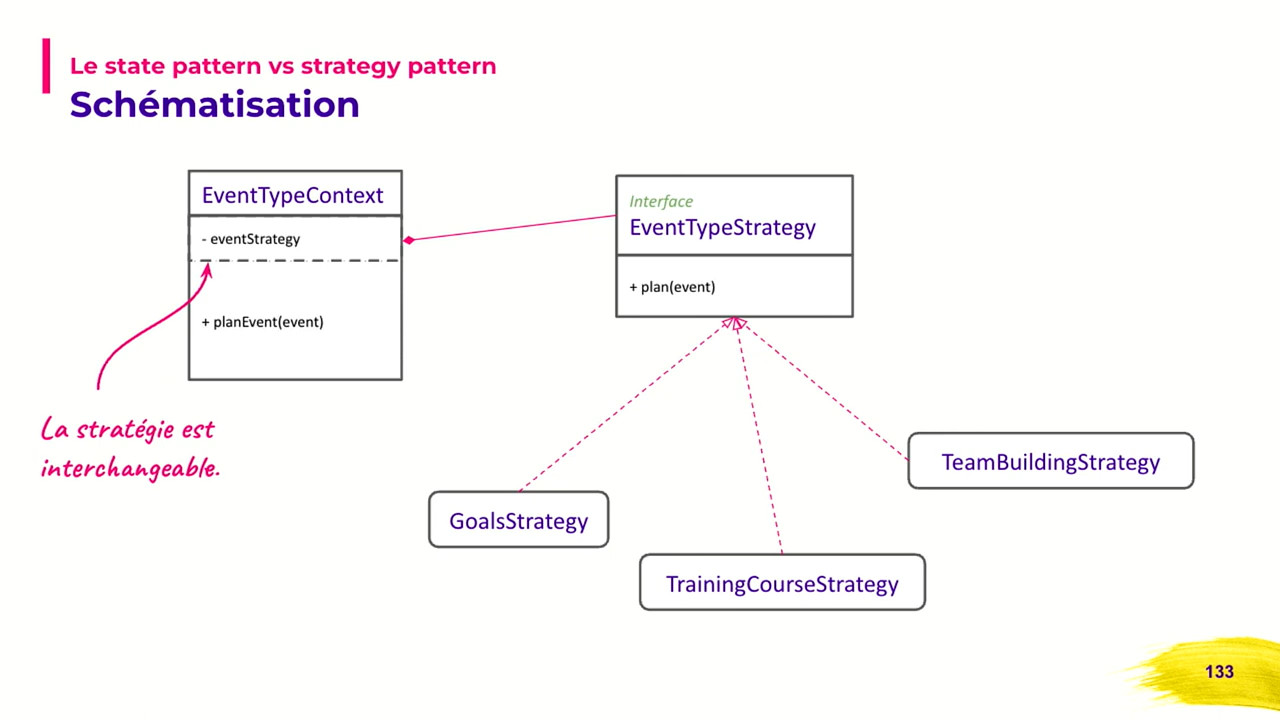 Le state pattern vs strategy pattern
Schématisation
EventTypeContext
- eventStrategy
+ planEvent(event)
Interface
EventTypeStrategy
+ plan(event)
La stratégie est
interchangeable.
TeamBuildingStrategy
GoalsStrategy
TrainingCourseStrategy
133